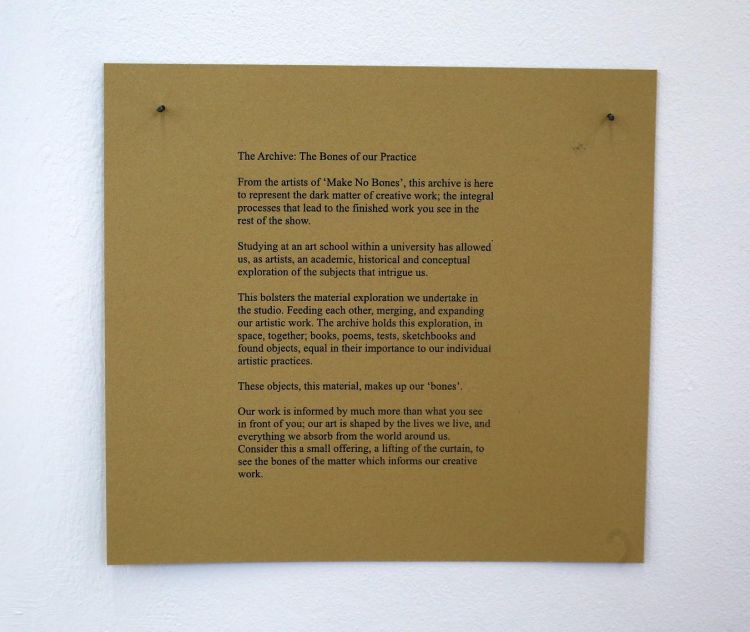 The Archive: The Bones of our Practice
From the artists of ‘Make No Bones’, this archive is here
to represent the dark matter of creative work; the integral
processes that lead to the finished work you see in the
rest of the show.
Studying at an art school within a university has allowed
us, as artists, an academic, historical and conceptual
exploration of the subjects that intrigue us.
This bolsters the material exploration we undertake in
the studio. Feeding each other, merging, and expanding
our artistic work. The archive holds this exploration, in
space, together; books, poems, tests, sketchbooks and
found objects, equal in their importance to our individual
artistic practices.
These objects, this material, makes up our ‘bones’.
Our work is informed by much more than what you see
in front of you; our art is shaped by the lives we live, and
everything we absorb from the world around us.
Consider this a small offering, a lifting of the curtain, to
see the bones of the matter which informs our creative
work.